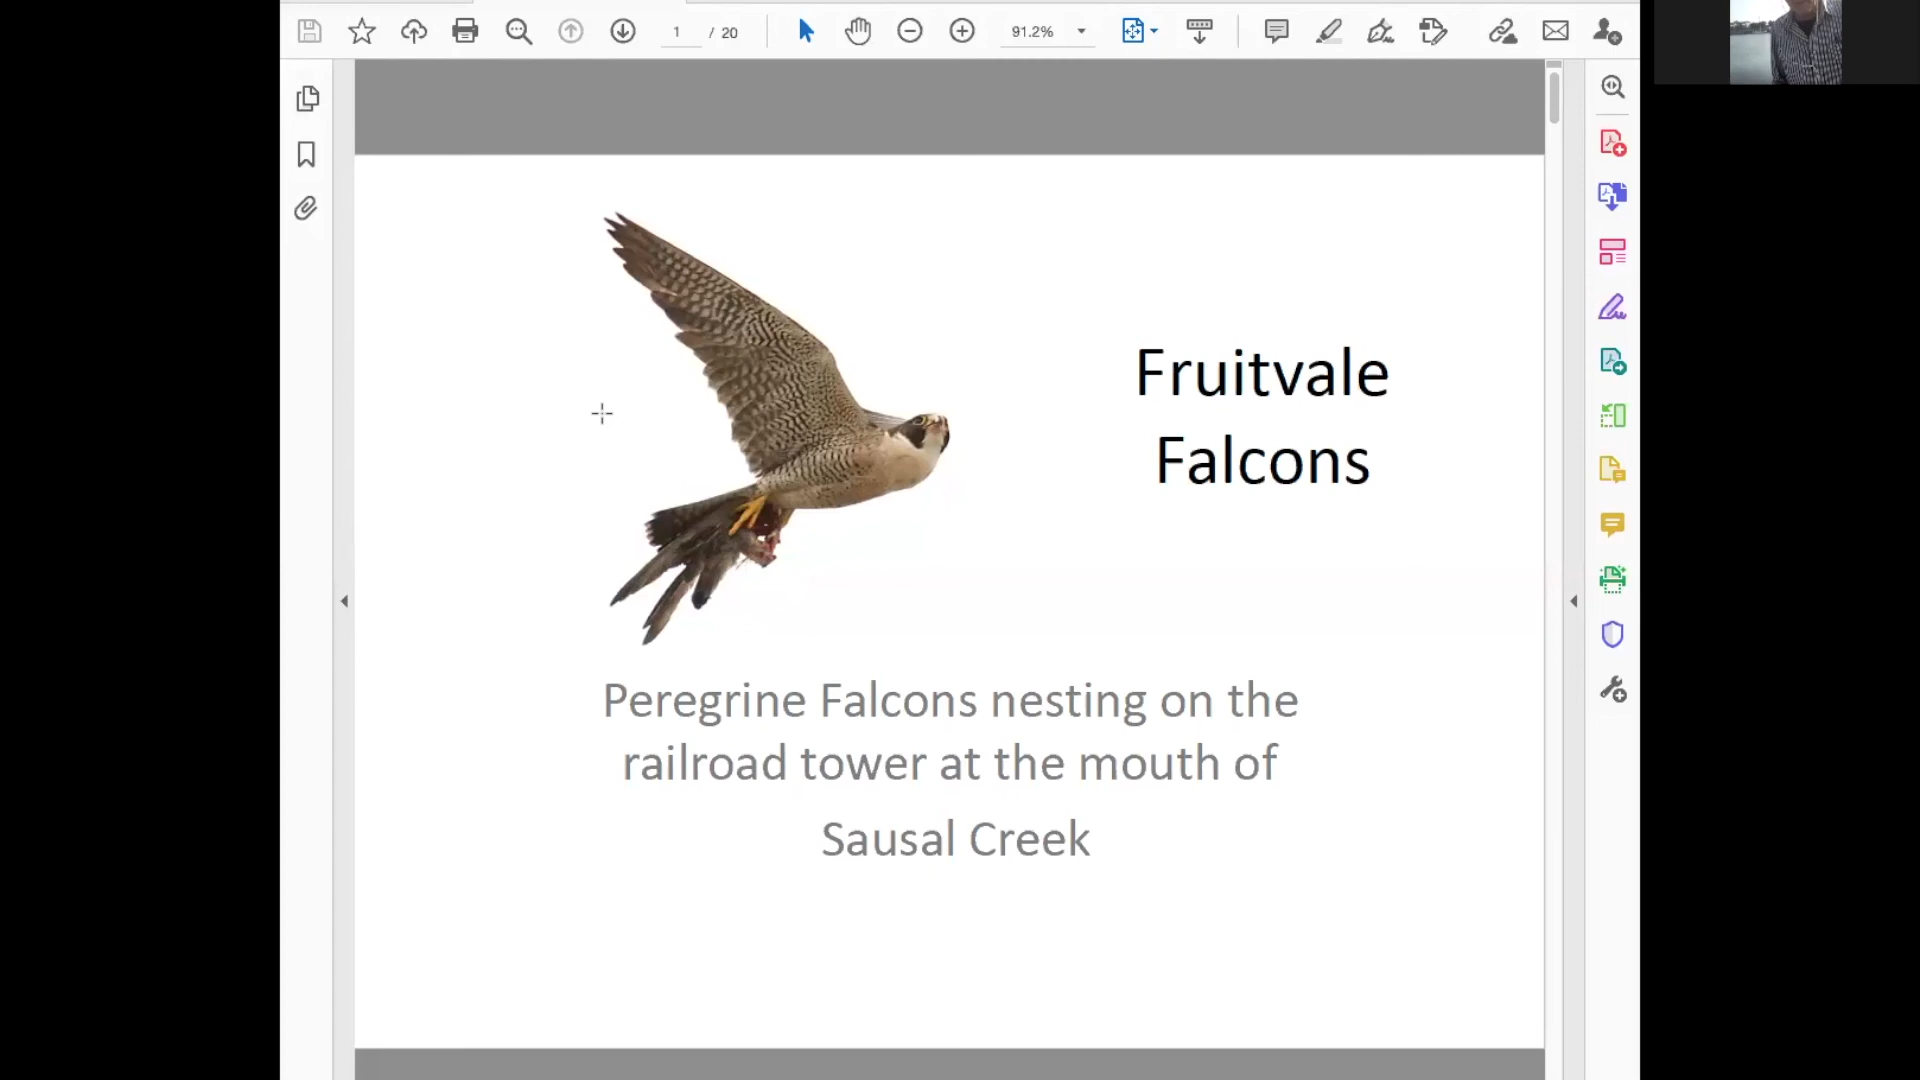 1 / 20
91.2%
Fruitvale
Falcons
Peregrine Falcons nesting on the
railroad tower at the mouth of
Sausal Creek